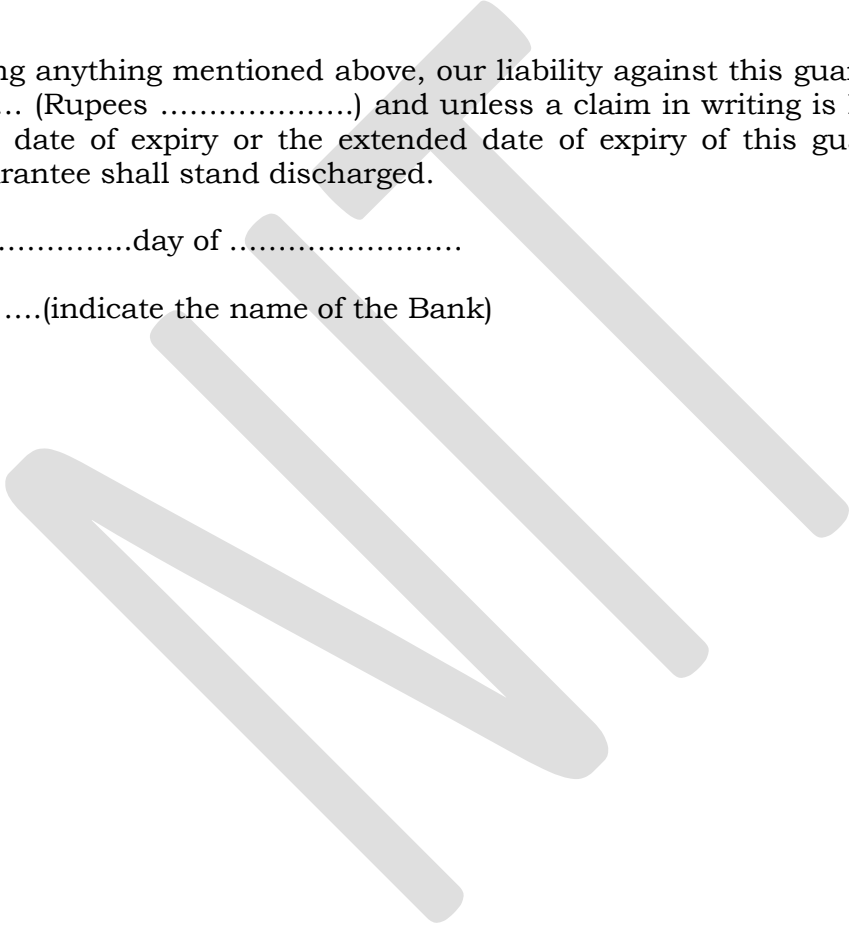 ng anything mentioned above, our liability against this guar
… (Rupees ………………..) and unless a claim in writing is
date of expiry or the extended date of expiry of this gu
rantee shall stand discharged.
…………..day of ……………………
….(indicate the name of the Bank)
NIT